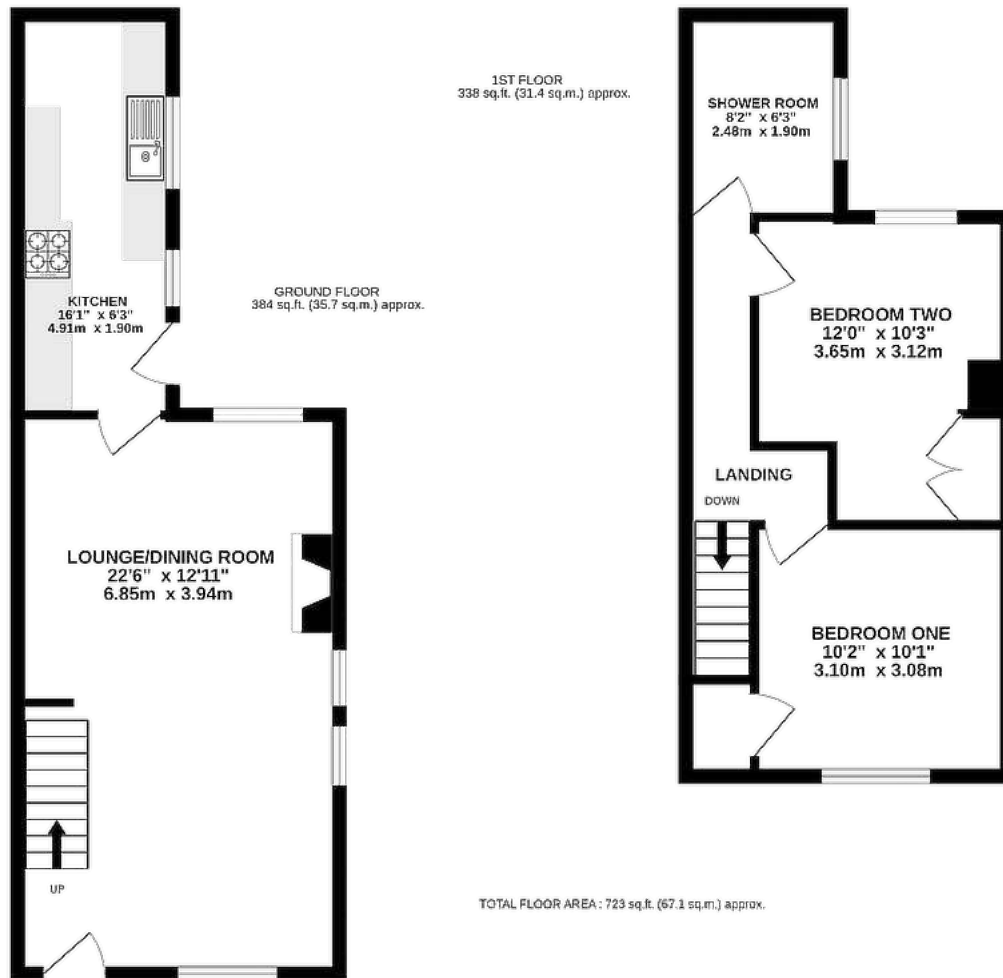 KITCHEN
16'1" x 6'3"
4.91m x 1.90m
GROUND FLOOR
384 sq.ft. (35.7 sq.m.) approx.
LOUNGE/DINING ROOM
22'6" x 12'11"
6.85m x 3.94m
UP
1ST FLOOR
338 sq.ft. (31.4 sq.m.) approx.
SHOWER ROOM
8'2" x 6'3"
2.48m x 1.90m
BEDROOM TWO
12'0" x 10'3"
3.65m x 3.12m
LANDING
DOWN
BEDROOM ONE
10'2" x 10'1"
3.10m x 3.08m
TOTAL FLOOR AREA : 723 sq.ft. (67.1 sq.m.) approx.